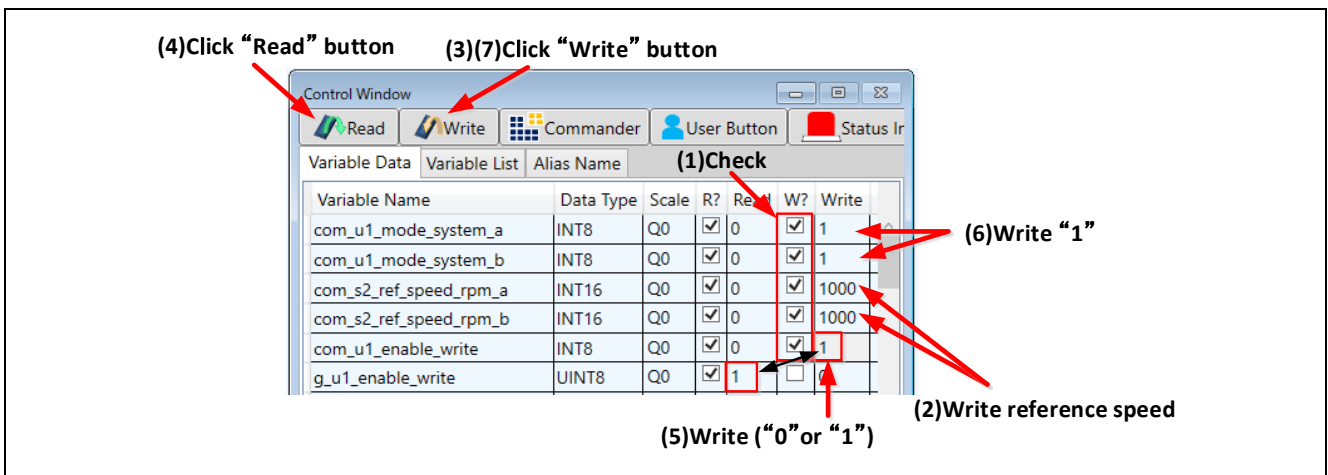 (4)Click “Read” button
(3)(7)Click “Write” button
Control Window
Read Write Commander User Button Status In
Variable Data Variable List Alias Name
(1)Check
Variable Name Data Type Scale R? Read W? Write
com_u1_mode_system_a INT8 Q0 0 1
com_u1_mode_system_b INT8 Q0 0 1
com_s2_ref_speed_rpm_a INT16 Q0 0 1000
com_s2_ref_speed_rpm_b INT16 Q0 0 1000
com_u1_enable_write INT8 Q0 0 1
g_u1_enable_write UINT8 Q0 1 0
(6)Write “1”
(2)Write reference speed
(5)Write (“0”or “1”)